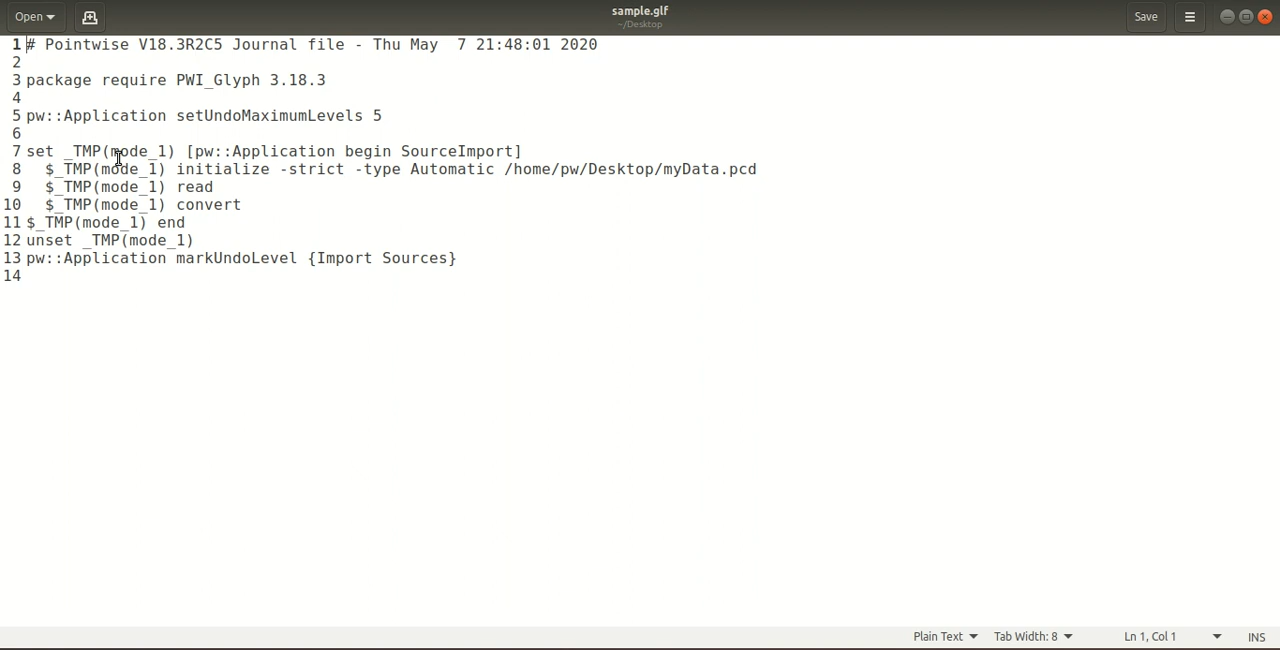 Open
sample.glf
~/Desktop
Save
1 # Pointwise V18.3R2C5 Journal file - Thu May  7 21:48:01 2020
2
3 package require PWI_Glyph 3.18.3
4
5 pw::Application setUndoMaximumLevels 5
6
7 set _TMP(mode_1) [pw::Application begin SourceImport]
8   $_TMP(mode_1) initialize -strict -type Automatic /home/pw/Desktop/myData.pcd
9   $_TMP(mode_1) read
10   $_TMP(mode_1) convert
11 $_TMP(mode_1) end
12 unset _TMP(mode_1)
13 pw::Application markUndoLevel {Import Sources}
14
Plain Text Tab Width: 8 Ln 1, Col 1 INS